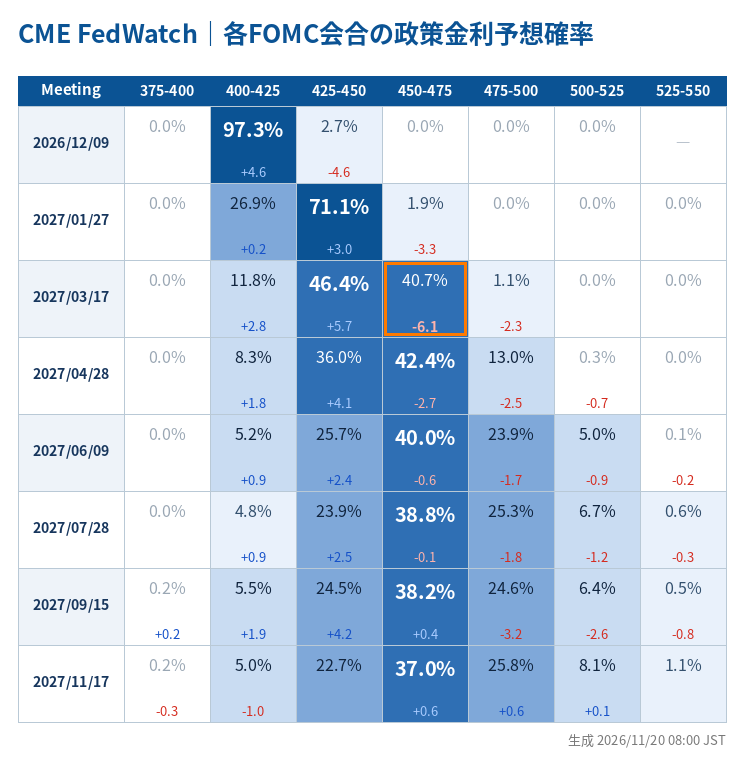 CME FedWatch｜各FOMC会合の政策金利予想確率
Meeting 375-400 400-425 425-450 450-475 475-500 500-525 525-550
2026/12/09 0.0% 97.3% 2.7% 0.0% 0.0% 0.0% —
+4.6 -4.6
2027/01/27 0.0% 26.9% 71.1% 1.9% 0.0% 0.0% 0.0%
+0.2 +3.0 -3.3
2027/03/17 0.0% 11.8% 46.4% 40.7% 1.1% 0.0% 0.0%
+2.8 +5.7 -6.1 -2.3
2027/04/28 0.0% 8.3% 36.0% 42.4% 13.0% 0.3% 0.0%
+1.8 +4.1 -2.7 -2.5 -0.7
2027/06/09 0.0% 5.2% 25.7% 40.0% 23.9% 5.0% 0.1%
+0.9 +2.4 -0.6 -1.7 -0.9 -0.2
2027/07/28 0.0% 4.8% 23.9% 38.8% 25.3% 6.7% 0.6%
+0.9 +2.5 -0.1 -1.8 -1.2 -0.3
2027/09/15 0.2% 5.5% 24.5% 38.2% 24.6% 6.4% 0.5%
+0.2 +1.9 +4.2 +0.4 -3.2 -2.6 -0.8
2027/11/17 0.2% 5.0% 22.7% 37.0% 25.8% 8.1% 1.1%
-0.3 -1.0 +0.6 +0.6 +0.1
生成 2026/11/20 08:00 JST